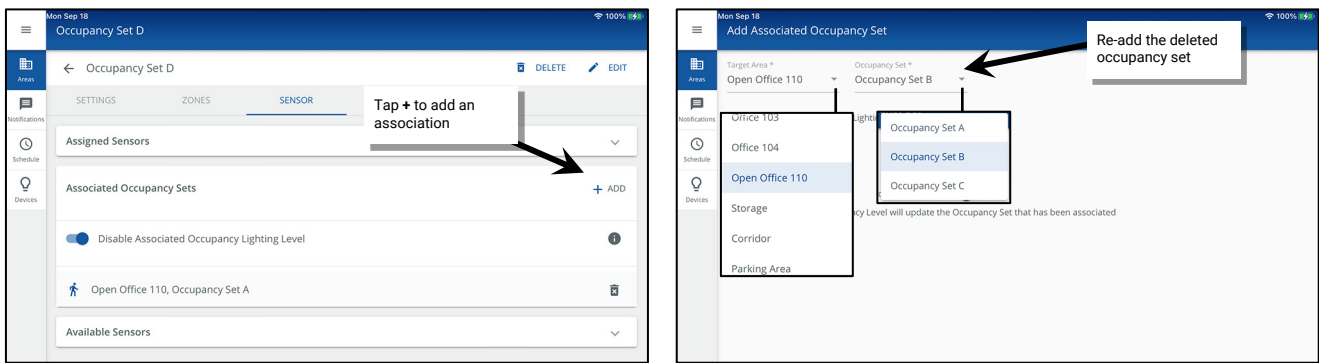 Mon Sep 18
100%
Occupancy Set D
Areas
Notifications
Schedule
Devices
Occupancy Set D
DELETE
EDIT
SETTINGS
ZONES
SENSOR
Tap + to add an
association
Assigned Sensors
Associated Occupancy Sets
+ ADD
Disable Associated Occupancy Lighting Level
Open Office 110, Occupancy Set A
Available Sensors
Mon Sep 18
100%
Add Associated Occupancy Set
Re-add the deleted
occupancy set
Areas
Notifications
Schedule
Devices
Target Area *
Open Office 110
Occupancy Set *
Occupancy Set B
Office 103
Office 104
Open Office 110
Storage
Corridor
Parking Area
Occupancy Set A
Occupancy Set B
Occupancy Set C
Level will update the Occupancy Set that has been associated